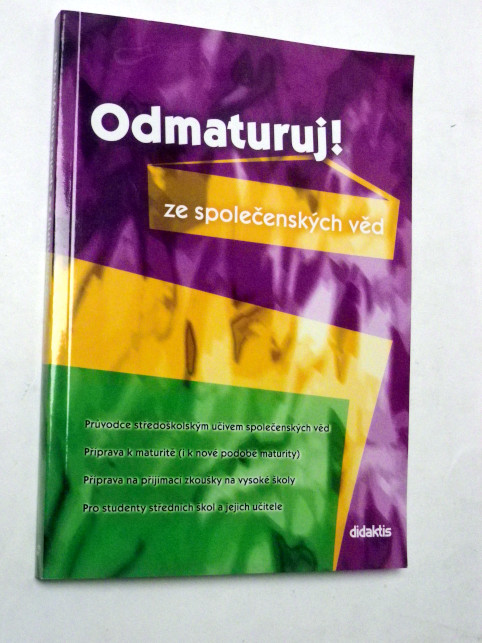 Odmaturuj!
ze společenských věd
Průvodce středoškolským učivem společenských věd
Příprava k maturitě (i k nové podobě maturity)
Příprava na přijímací zkoušky na vysoké školy
Pro studenty středních škol a jejich učitele
didaktis